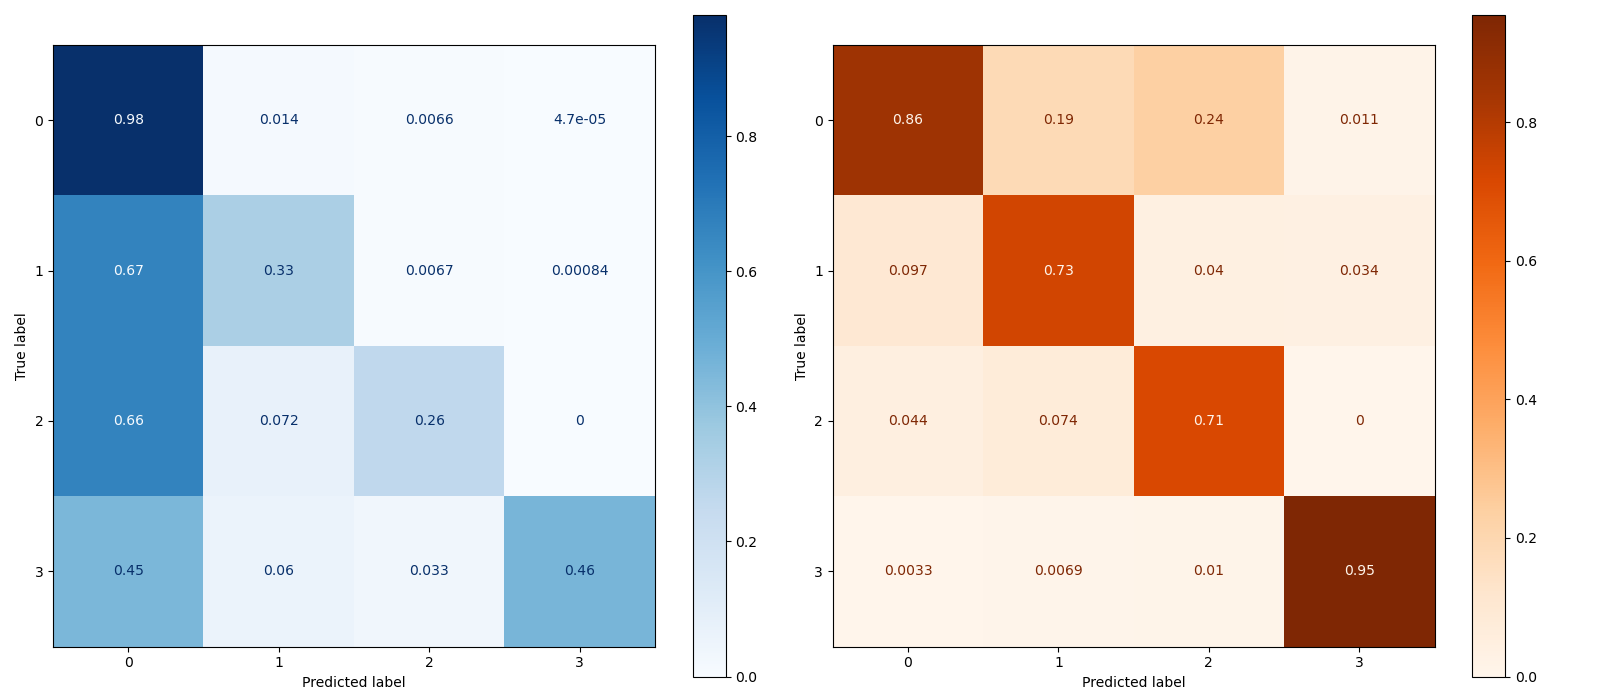 0 0.98 0.014 0.0066 4.7e-05
1 0.67 0.33 0.0067 0.00084
2 0.66 0.072 0.26 0
3 0.45 0.06 0.033 0.46
0 1 2 3
Predicted label
True label
0.8
0.6
0.4
0.2
0.0
0 0.86 0.19 0.24 0.011
1 0.097 0.73 0.04 0.034
2 0.044 0.074 0.71 0
3 0.0033 0.0069 0.01 0.95
0 1 2 3
Predicted label
True label
0.8
0.6
0.4
0.2
0.0